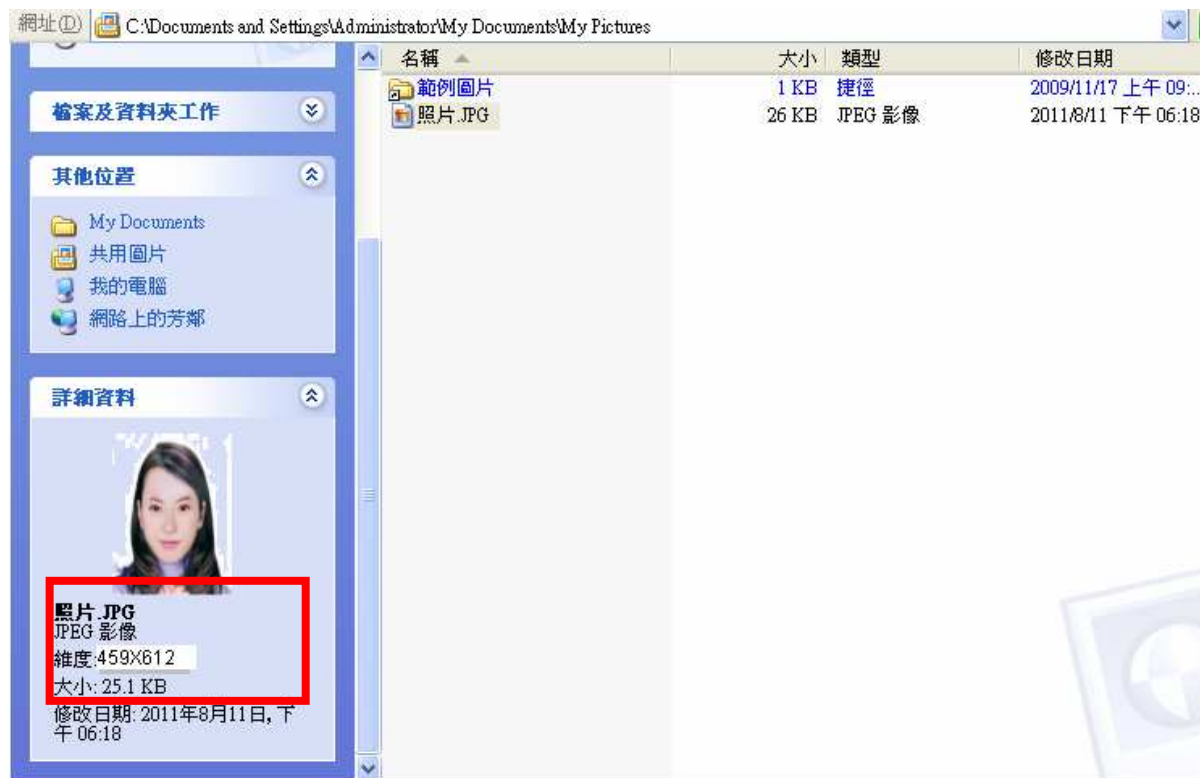 網址(D) C:\Documents and Settings\Administrator\My Documents\My Pictures
名稱 大小 類型 修改日期
範例圖片 1 KB 捷徑 2009/11/17 上午 09:...
照片.JPG 26 KB JPEG 影像 2011/8/11 下午 06:18
檔案及資料夾工作
其他位置
My Documents
共用圖片
我的電腦
網路上的芳鄰
詳細資料
照片.JPG
JPEG 影像
維度:459X612
大小: 25.1 KB
修改日期: 2011年8月11日, 下
午 06:18